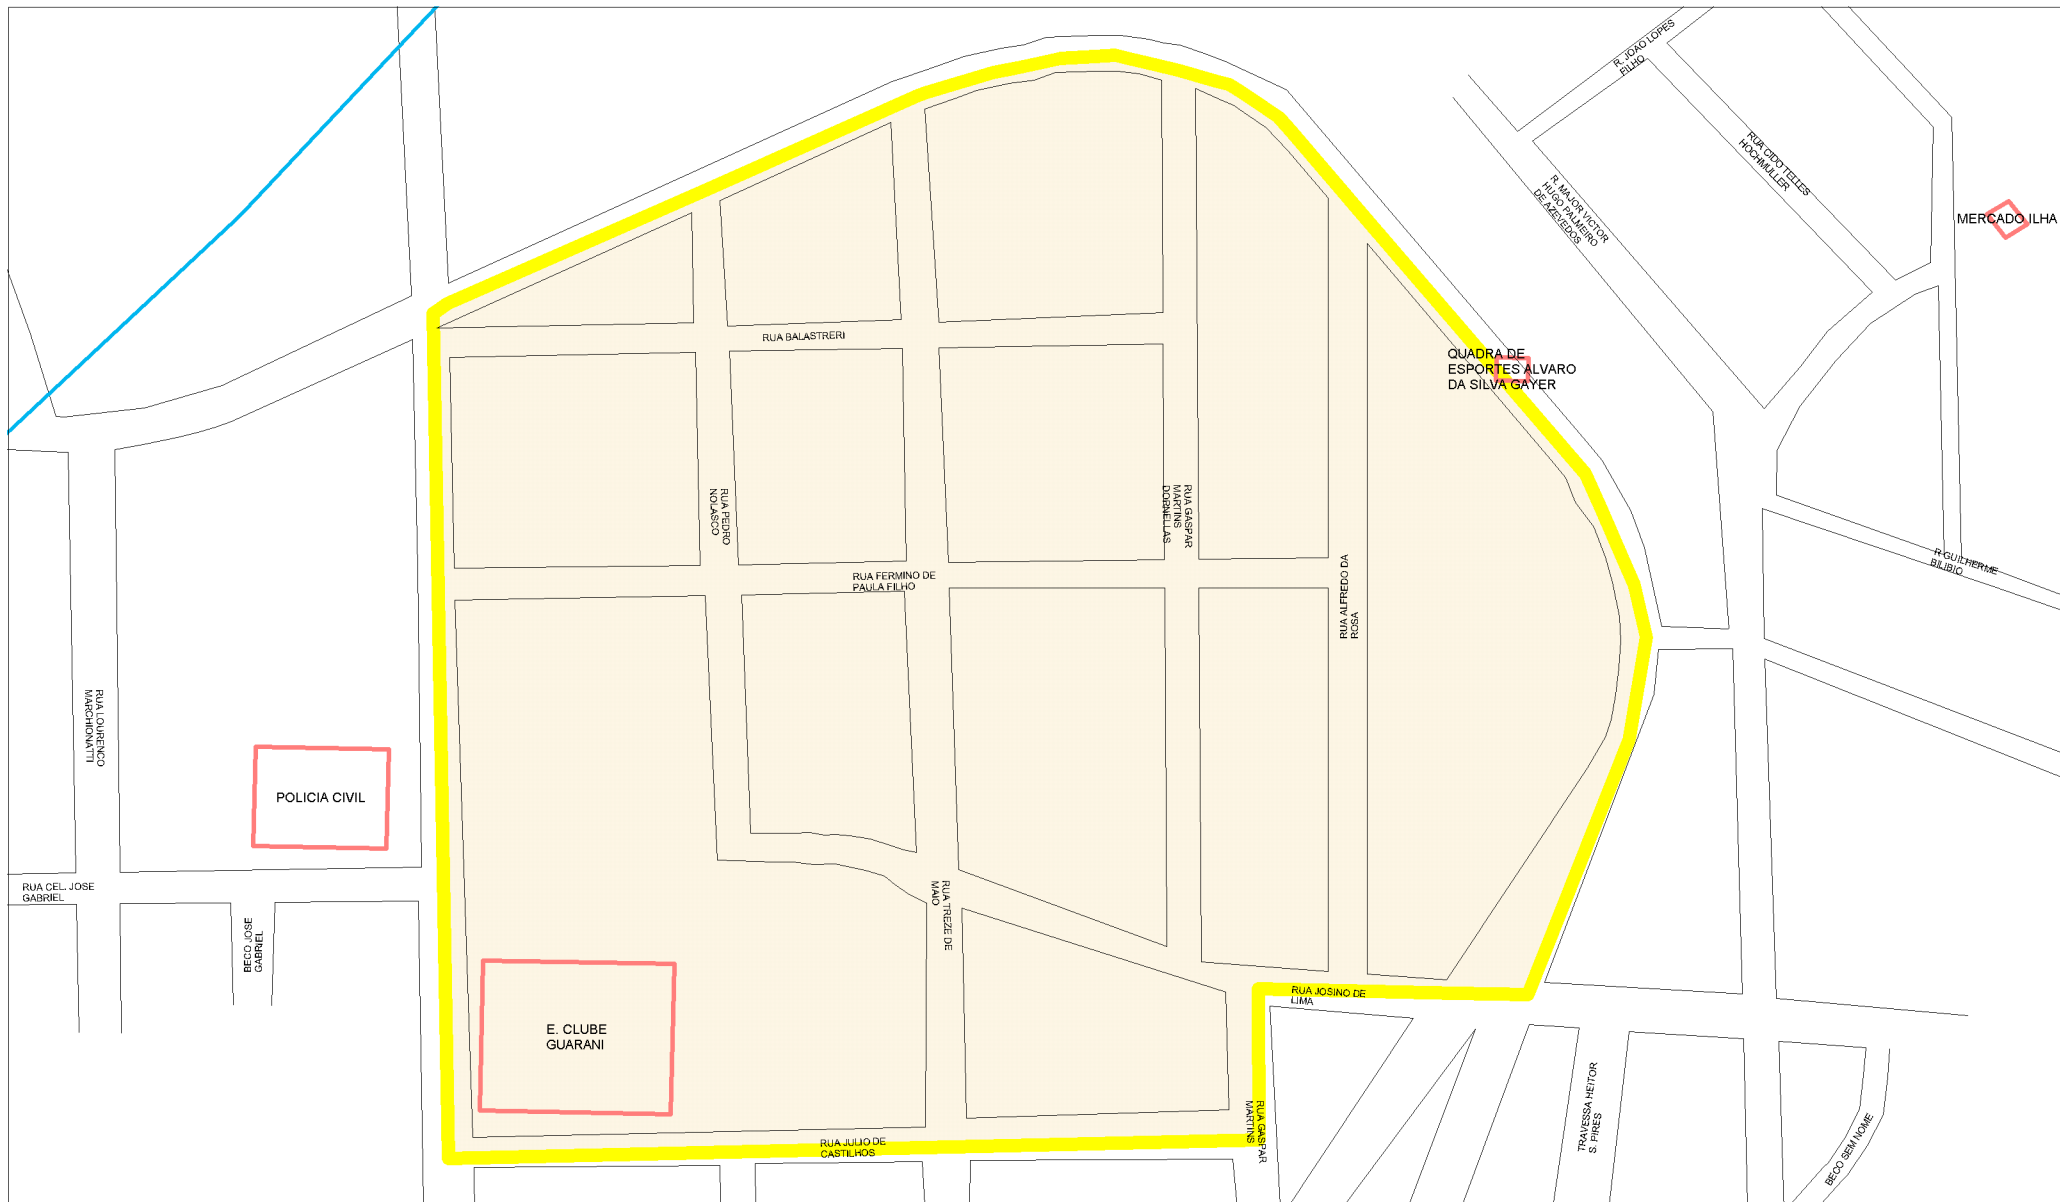 R. JOAO LOPES
FILHO
RUA CIDO TELLES
HOCHMULLER
R. MAJOR VICTOR
HUGO PALMEIRO
DE AZEVEDOS
MERCADO ILHA
RUA BALASTRERI
QUADRA DE
ESPORTES ALVARO
DA SILVA GAYER
RUA PEDRO
NOLASCO
RUA GASPAR
MARTINS
DORNELLAS
RUA FERMINO DE
PAULA FILHO
RUA ALFREDO DA
ROSA
R GUILHERME
BILIBIO
RUA LOURENCO
MARCHIONATTI
POLICIA CIVIL
RUA CEL. JOSE
GABRIEL
BECO JOSE
GABRIEL
RUA TREZE DE
MAIO
E. CLUBE
GUARANI
RUA JOSINO DE
LIMA
RUA GASPAR
MARTINS
RUA JULIO DE
CASTILHOS
TRAVESSA HEITOR
S. PIRES
BECO SEM NOME